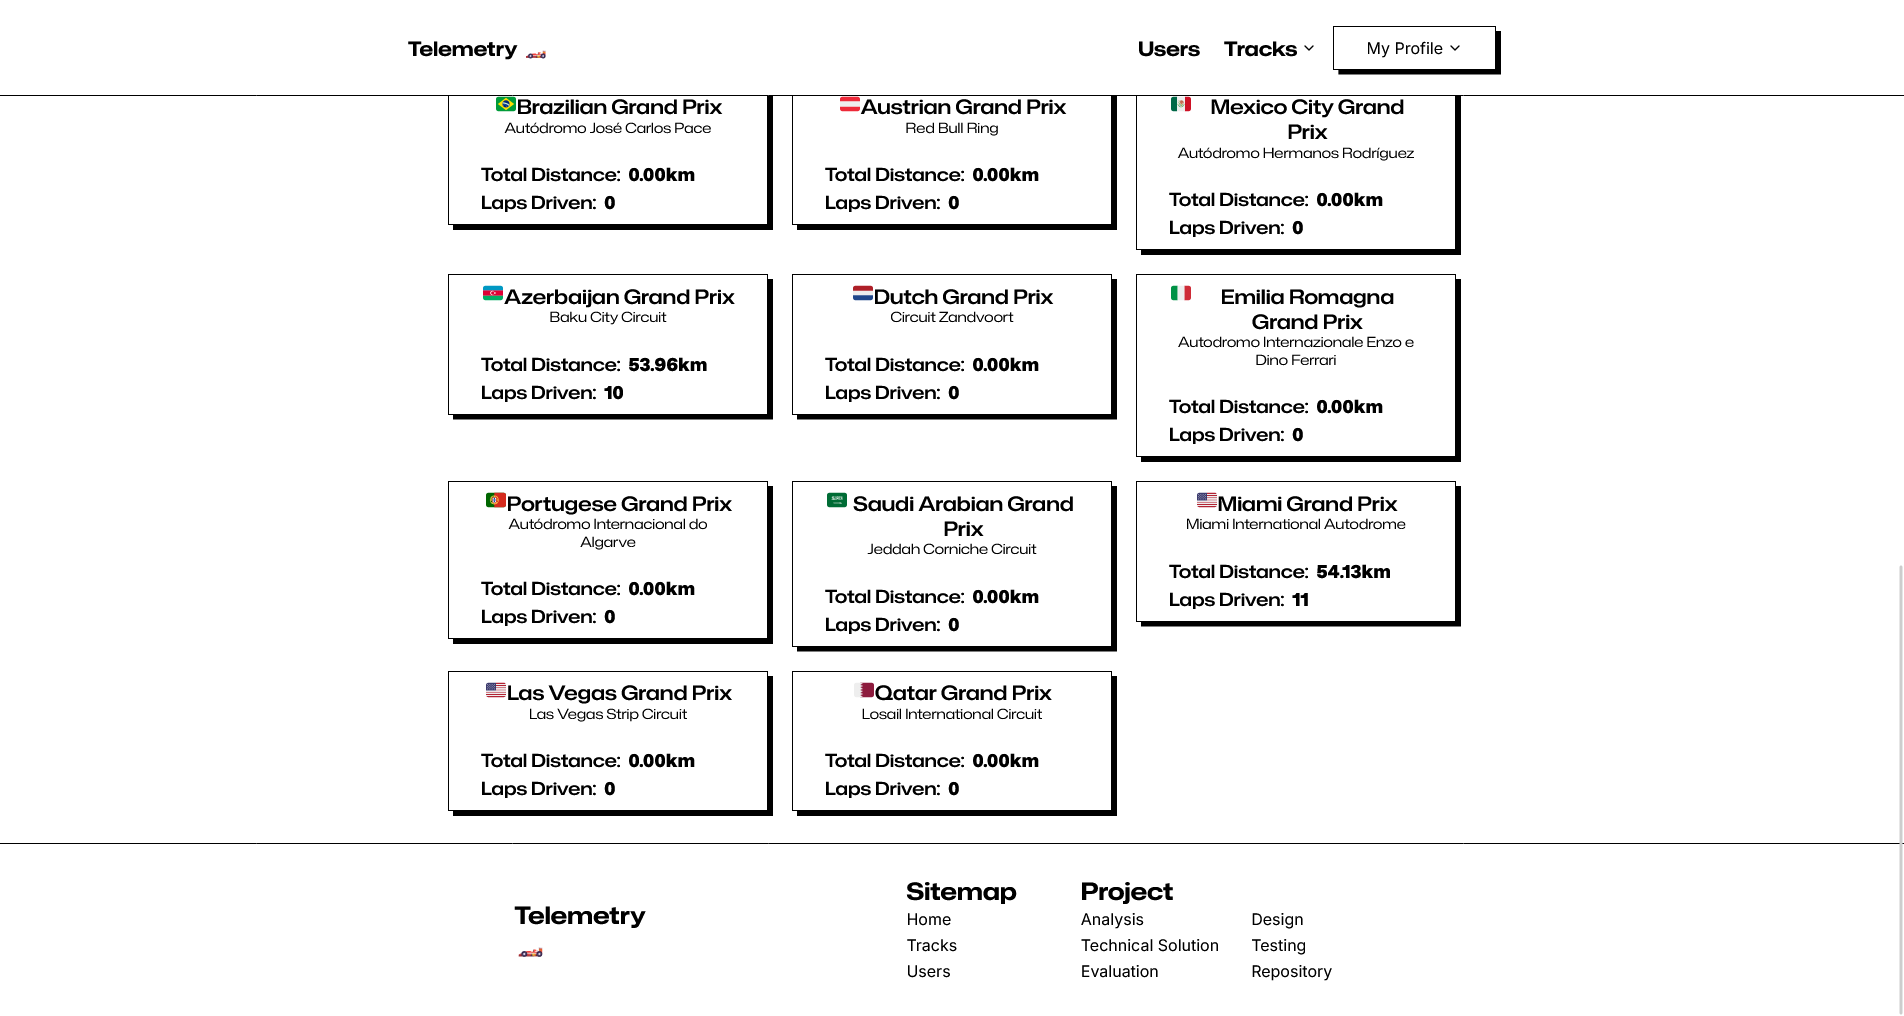 Telemetry
Users Tracks My Profile
Brazilian Grand Prix
Autódromo José Carlos Pace
Total Distance: 0.00km
Laps Driven: 0
Austrian Grand Prix
Red Bull Ring
Total Distance: 0.00km
Laps Driven: 0
Mexico City Grand
Prix
Autódromo Hermanos Rodríguez
Total Distance: 0.00km
Laps Driven: 0
Azerbaijan Grand Prix
Baku City Circuit
Total Distance: 53.96km
Laps Driven: 10
Dutch Grand Prix
Circuit Zandvoort
Total Distance: 0.00km
Laps Driven: 0
Emilia Romagna
Grand Prix
Autodromo Internazionale Enzo e
Dino Ferrari
Total Distance: 0.00km
Laps Driven: 0
Portugese Grand Prix
Autódromo Internacional do
Algarve
Total Distance: 0.00km
Laps Driven: 0
Saudi Arabian Grand
Prix
Jeddah Corniche Circuit
Total Distance: 0.00km
Laps Driven: 0
Miami Grand Prix
Miami International Autodrome
Total Distance: 54.13km
Laps Driven: 11
Las Vegas Grand Prix
Las Vegas Strip Circuit
Total Distance: 0.00km
Laps Driven: 0
Qatar Grand Prix
Losail International Circuit
Total Distance: 0.00km
Laps Driven: 0
Telemetry
Sitemap
Home
Tracks
Users
Project
Analysis Design
Technical Solution Testing
Evaluation Repository